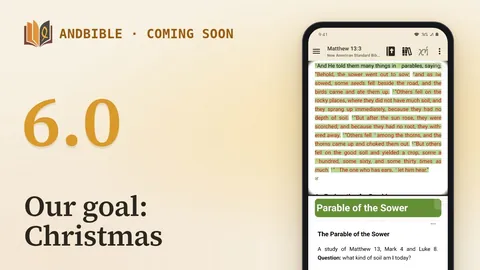 ANDBIBLE · COMING SOON
6.0
Our goal:
Christmas
9:41
Matthew 13:3
New American Standard Bib...
And He told them many things in parables, saying,
"Behold, the sower went out to sow; and as he
sowed, some seeds fell beside the road, and the
birds came and ate them up. "Others fell on the
rocky places, where they did not have much soil; and
they sprang up immediately, because they had no
depth of soil. "But after the sun rose, they were
scorched; and because they had no root, they with-
ered away. "Others fell among the thorns, and the
thorns came up and choked them out. "But others
fell on the good soil and yielded a crop, some a
hundred, some sixty, and some thirty times as
much. "The one who has ears, let him hear."
Parable of the Sower
The Parable of the Sower
A study of Matthew 13, Mark 4 and Luke 8.
Question: what kind of soil am I today?